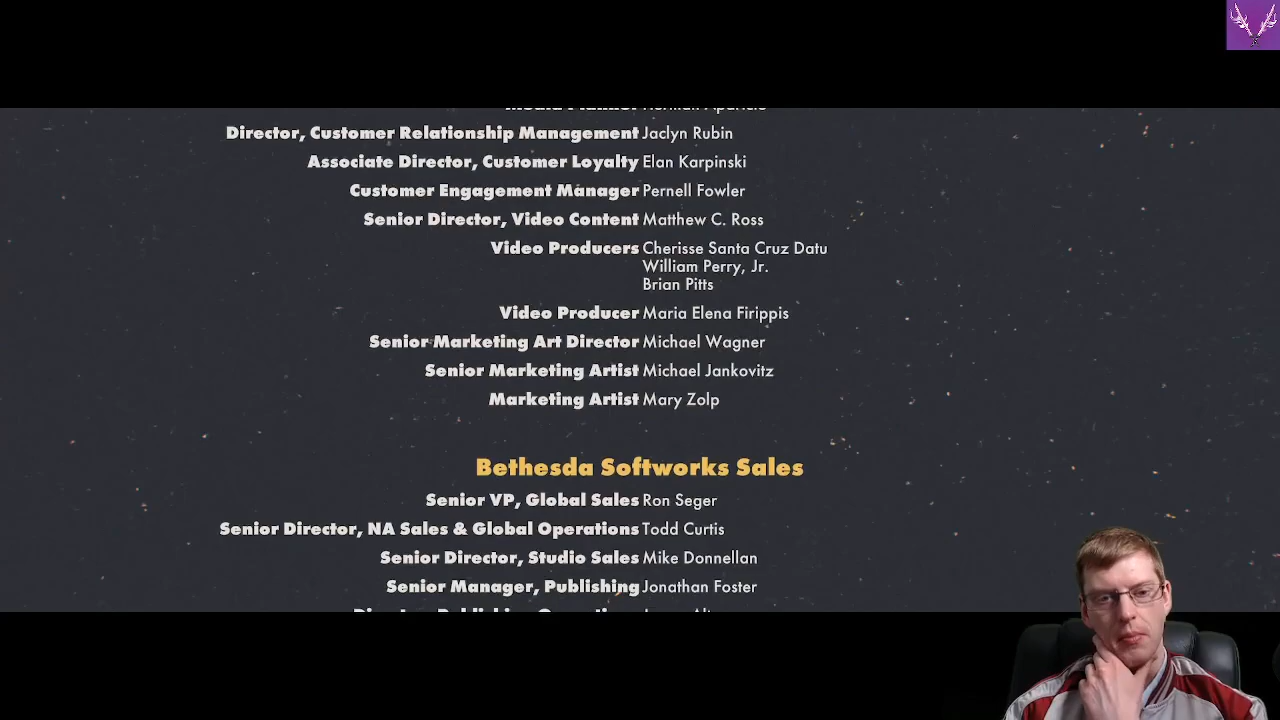 Director, Customer Relationship Management Jaclyn Rubin
Associate Director, Customer Loyalty Elan Karpinski
Customer Engagement Manager Pernell Fowler
Senior Director, Video Content Matthew C. Ross
Video Producers Cherisse Santa Cruz Datu
William Perry, Jr.
Brian Pitts
Video Producer Maria Elena Firippis
Senior Marketing Art Director Michael Wagner
Senior Marketing Artist Michael Jankovitz
Marketing Artist Mary Zolp
Bethesda Softworks Sales
Senior VP, Global Sales Ron Seger
Senior Director, NA Sales & Global Operations Todd Curtis
Senior Director, Studio Sales Mike Donnellan
Senior Manager, Publishing Jonathan Foster